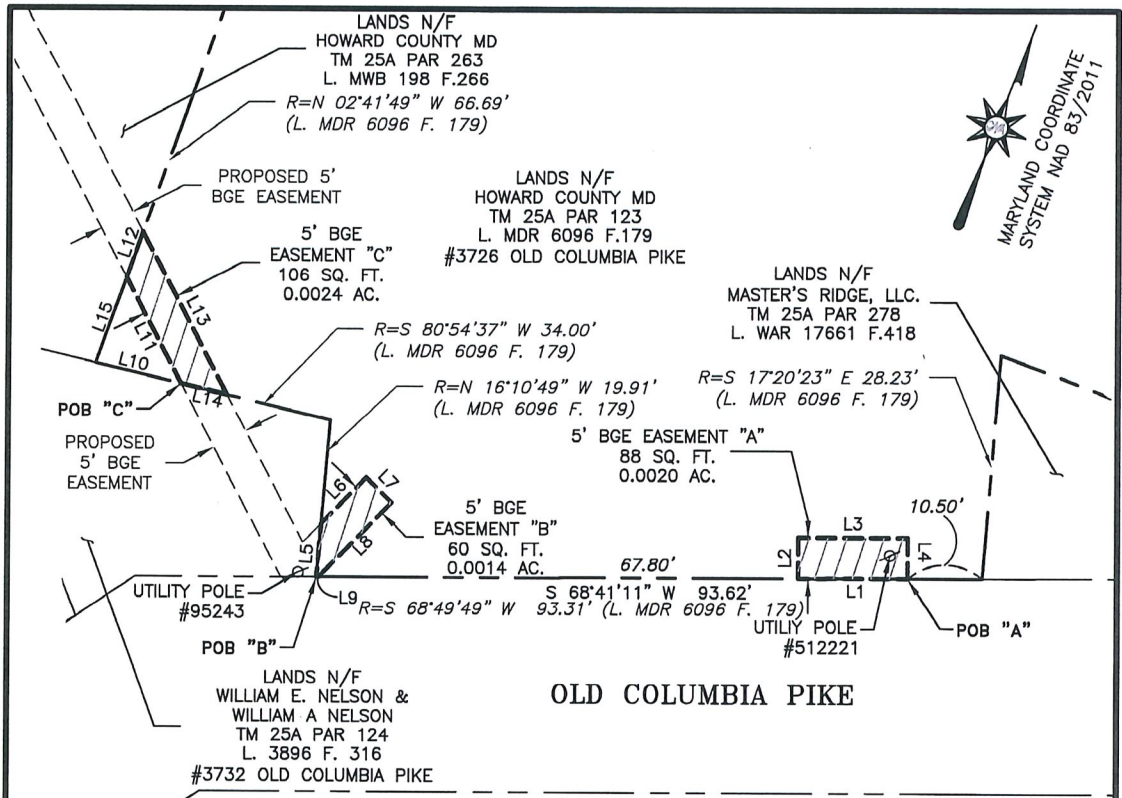 LANDS N/F
HOWARD COUNTY MD
TM 25A PAR 263
L. MWB 198 F.266
R=N 02°41'49" W 66.69'
(L. MDR 6096 F. 179)
MARYLAND COORDINATE
SYSTEM NAD 83/2011
PROPOSED 5'
BGE EASEMENT
LANDS N/F
HOWARD COUNTY MD
TM 25A PAR 123
L. MDR 6096 F.179
#3726 OLD COLUMBIA PIKE
5' BGE
EASEMENT "C"
106 SQ. FT.
0.0024 AC.
LANDS N/F
MASTER'S RIDGE, LLC.
TM 25A PAR 278
L. WAR 17661 F.418
L12
L13
L15
L11
L10
L14
R=S 80°54'37" W 34.00'
(L. MDR 6096 F. 179)
R=N 16°10'49" W 19.91'
(L. MDR 6096 F. 179)
R=S 17°20'23" E 28.23'
(L. MDR 6096 F. 179)
POB "C"
PROPOSED
5' BGE
EASEMENT
5' BGE EASEMENT "A"
88 SQ. FT.
0.0020 AC.
10.50'
L6
L7
L5
L8
5' BGE
EASEMENT "B"
60 SQ. FT.
0.0014 AC.
L3
L2
L4
L1
67.80'
S 68°41'11" W 93.62'
L9
R=S 68°49'49" W 93.31' (L. MDR 6096 F. 179)
UTILITY POLE
#95243
POB "B"
UTILIY POLE
#512221
POB "A"
LANDS N/F
WILLIAM E. NELSON &
WILLIAM A NELSON
TM 25A PAR 124
L. 3896 F. 316
#3732 OLD COLUMBIA PIKE
OLD COLUMBIA PIKE